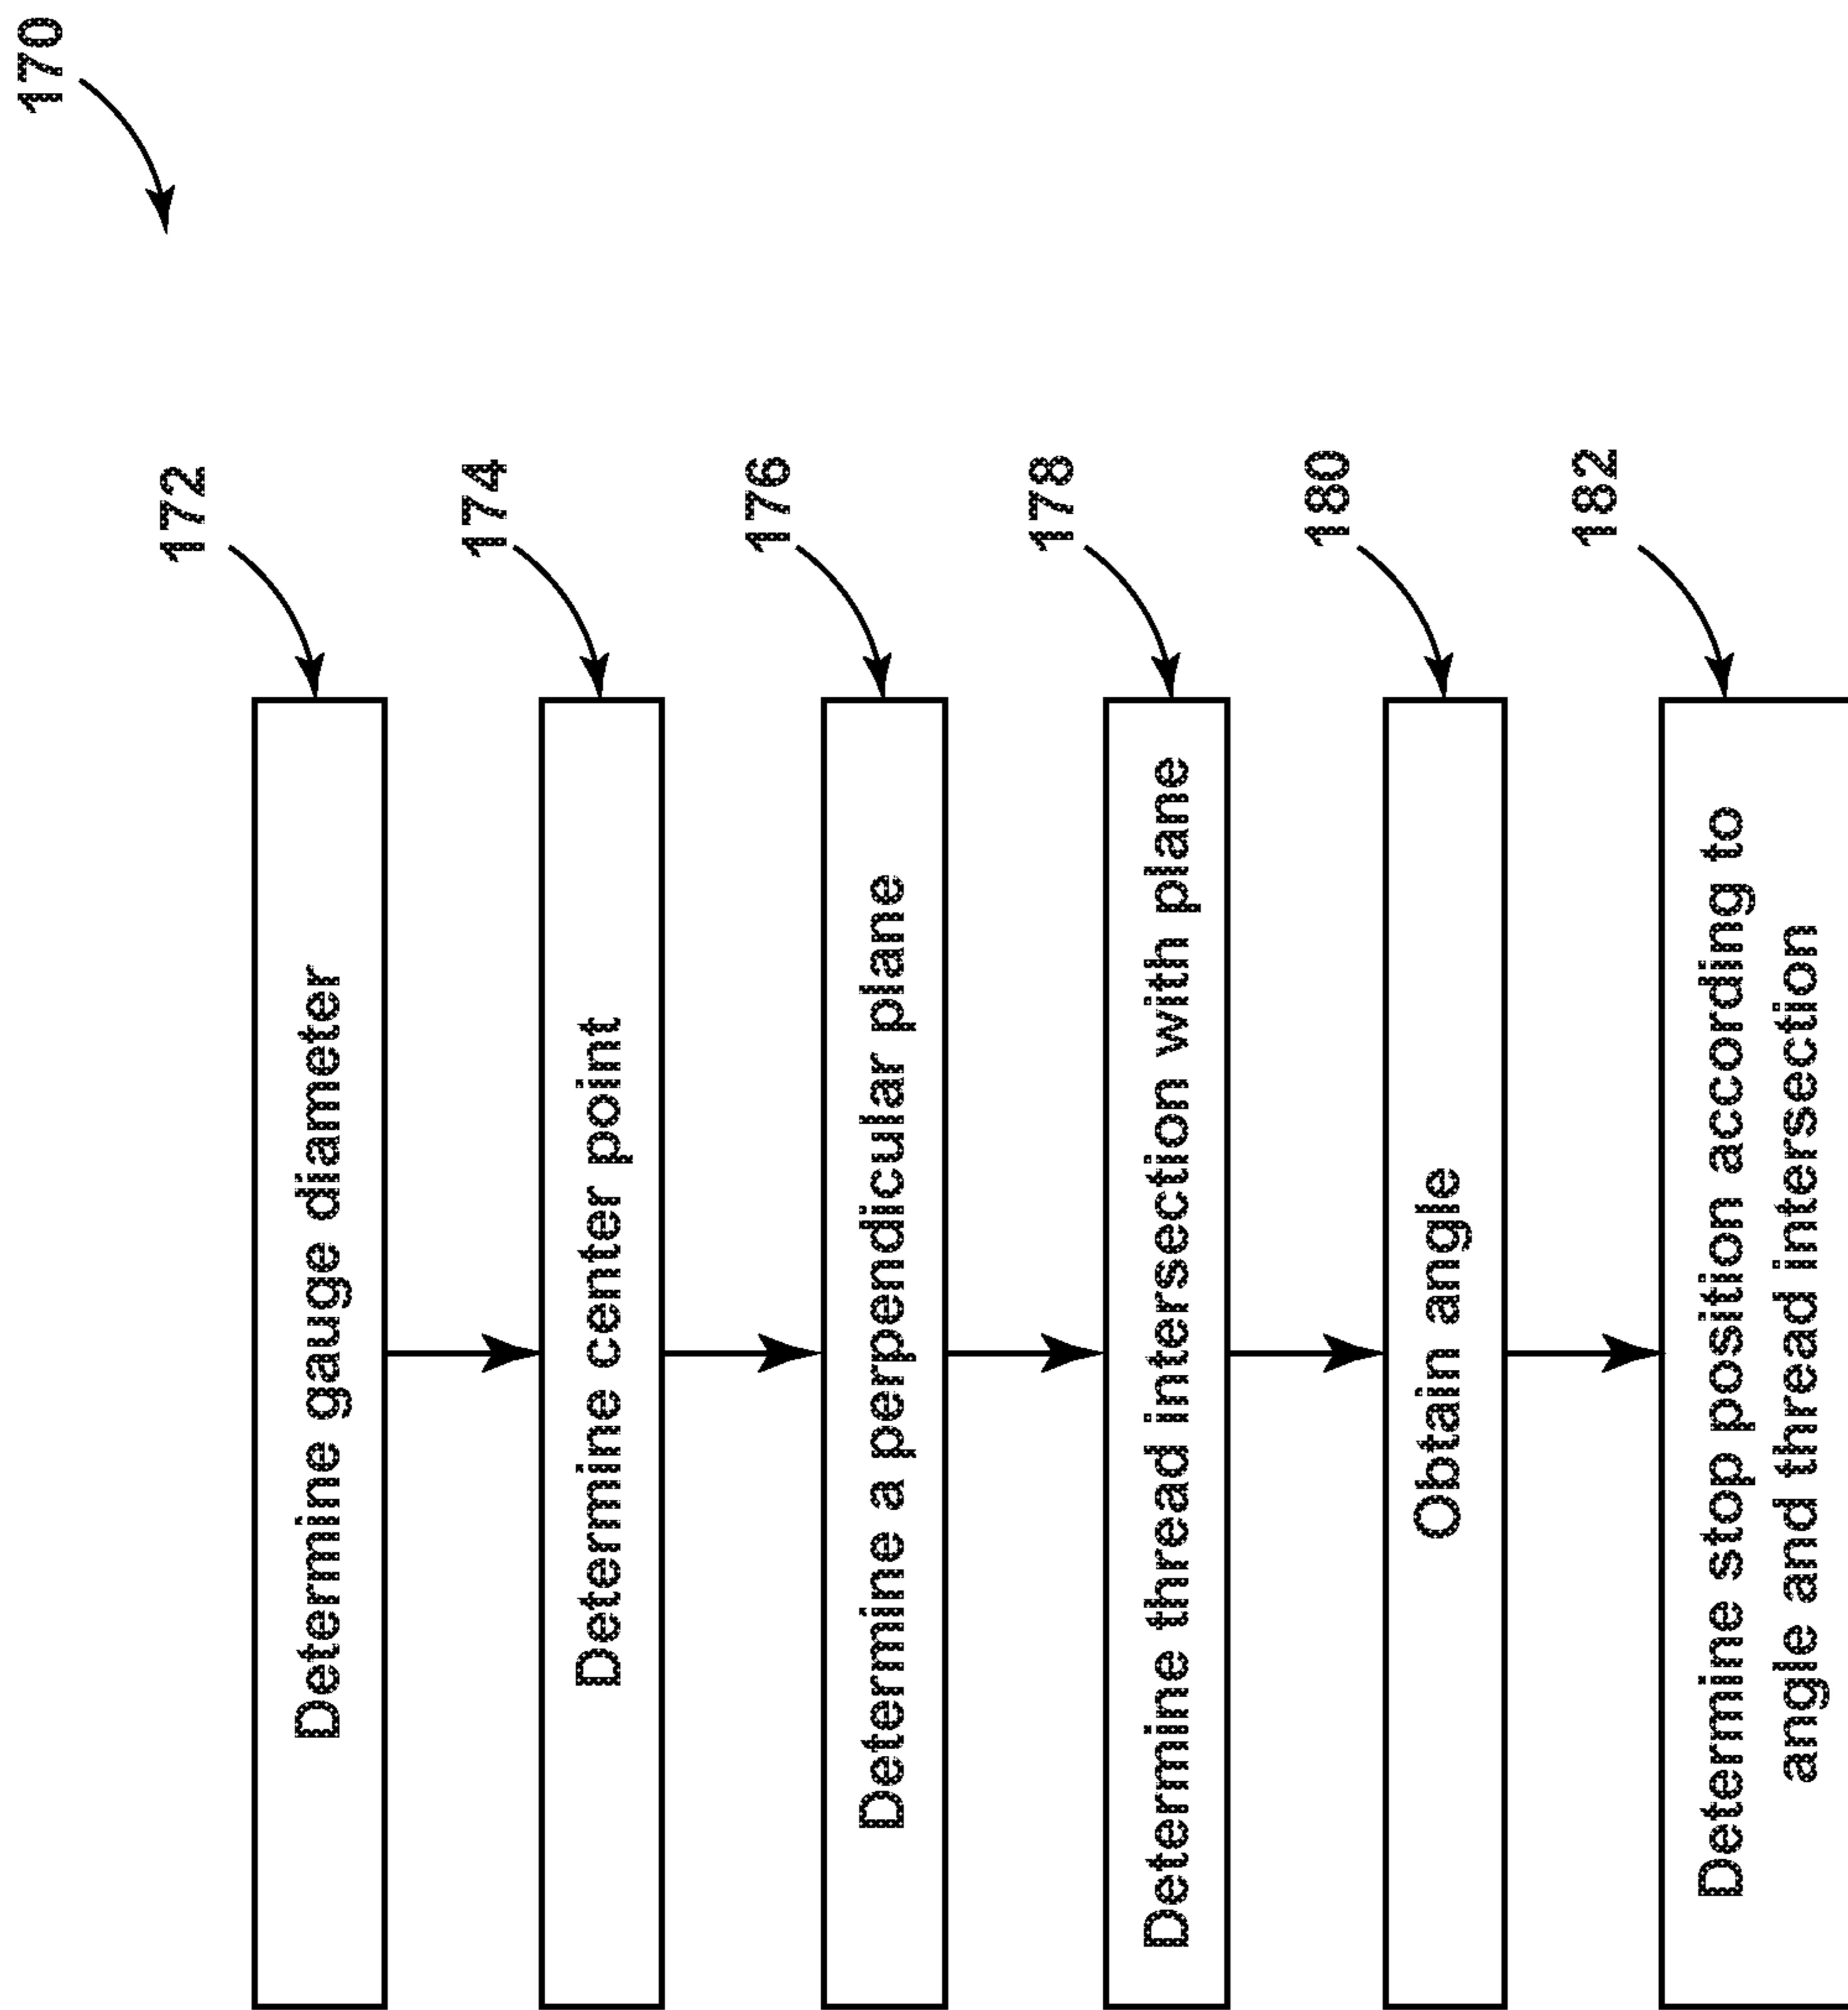 170
172
Determine gauge diameter
174
Determine center point
176
Determine a perpendicular plane
178
Determine thread intersection with plane
180
Obtain angle
182
Determine stop position according to
angle and thread intersection